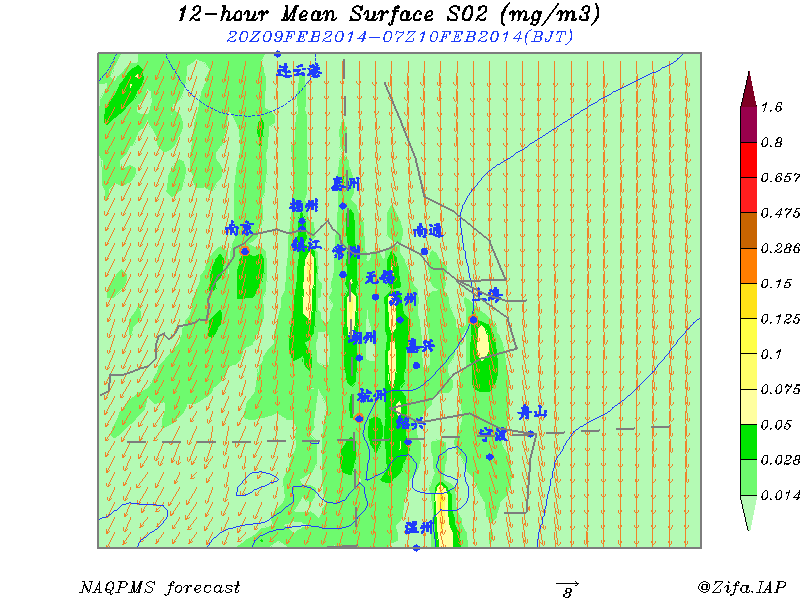 12-hour Mean Surface SO2 (mg/m3)
20Z09FEB2014-07Z10FEB2014(BJT)
连云港
泰州
扬州
南京
镇江
常州
南通
无锡
苏州
上海
湖州
嘉兴
杭州
绍兴
舟山
宁波
温州
1.6
0.8
0.657
0.475
0.286
0.15
0.125
0.1
0.075
0.05
0.028
0.014
NAQPMS forecast
8
@Zifa.IAP